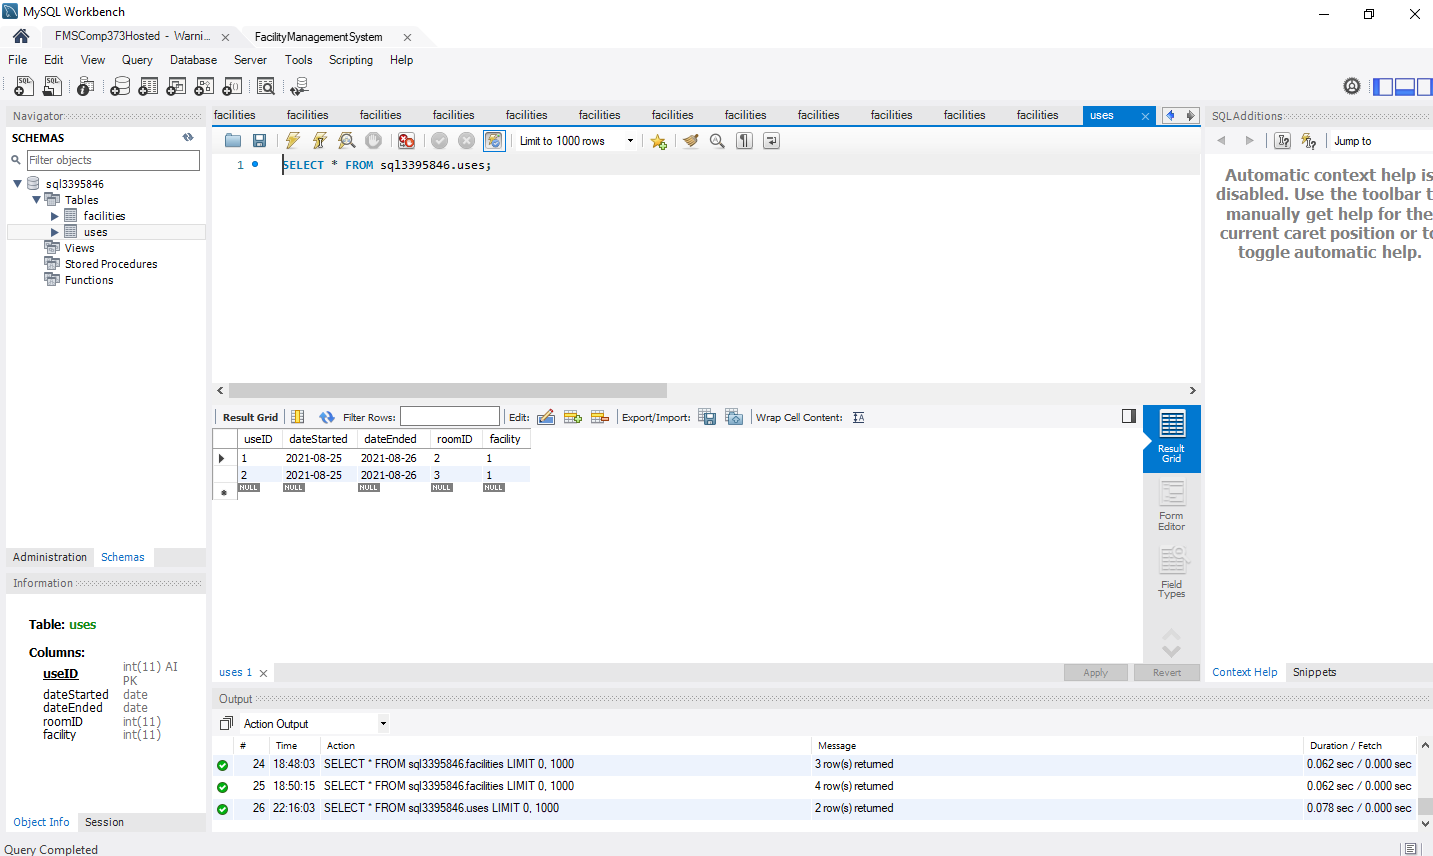 MySQL Workbench
FMSComp373Hosted - Warni...
FacilityManagementSystem
File Edit View Query Database Server Tools Scripting Help
Navigator
SCHEMAS
Filter objects
sql3395846
Tables
facilities
uses
Views
Stored Procedures
Functions
Administration Schemas
Information
Table: uses
Columns:
useID int(11) AI
PK
dateStarted date
dateEnded date
roomID int(11)
facility int(11)
Object Info Session
Query Completed
facilities facilities facilities facilities facilities facilities facilities facilities facilities facilities facilities facilities uses
Limit to 1000 rows
1 SELECT * FROM sql3395846.uses;
Result Grid Filter Rows: Edit: Export/Import: Wrap Cell Content:
useID dateStarted dateEnded roomID facility
1 2021-08-25 2021-08-26 2 1
2 2021-08-25 2021-08-26 3 1
NULL NULL NULL NULL NULL
Result
Grid
Form
Editor
Field
Types
uses 1
Apply Revert
Output
Action Output
# Time Action Message Duration / Fetch
24 18:48:03 SELECT * FROM sql3395846.facilities LIMIT 0, 1000 3 row(s) returned 0.062 sec / 0.000 sec
25 18:50:15 SELECT * FROM sql3395846.facilities LIMIT 0, 1000 4 row(s) returned 0.062 sec / 0.000 sec
26 22:16:03 SELECT * FROM sql3395846.uses LIMIT 0, 1000 2 row(s) returned 0.078 sec / 0.000 sec
SQLAdditions
Jump to
Automatic context help is
disabled. Use the toolbar t
manually get help for the
current caret position or to
toggle automatic help.
Context Help Snippets